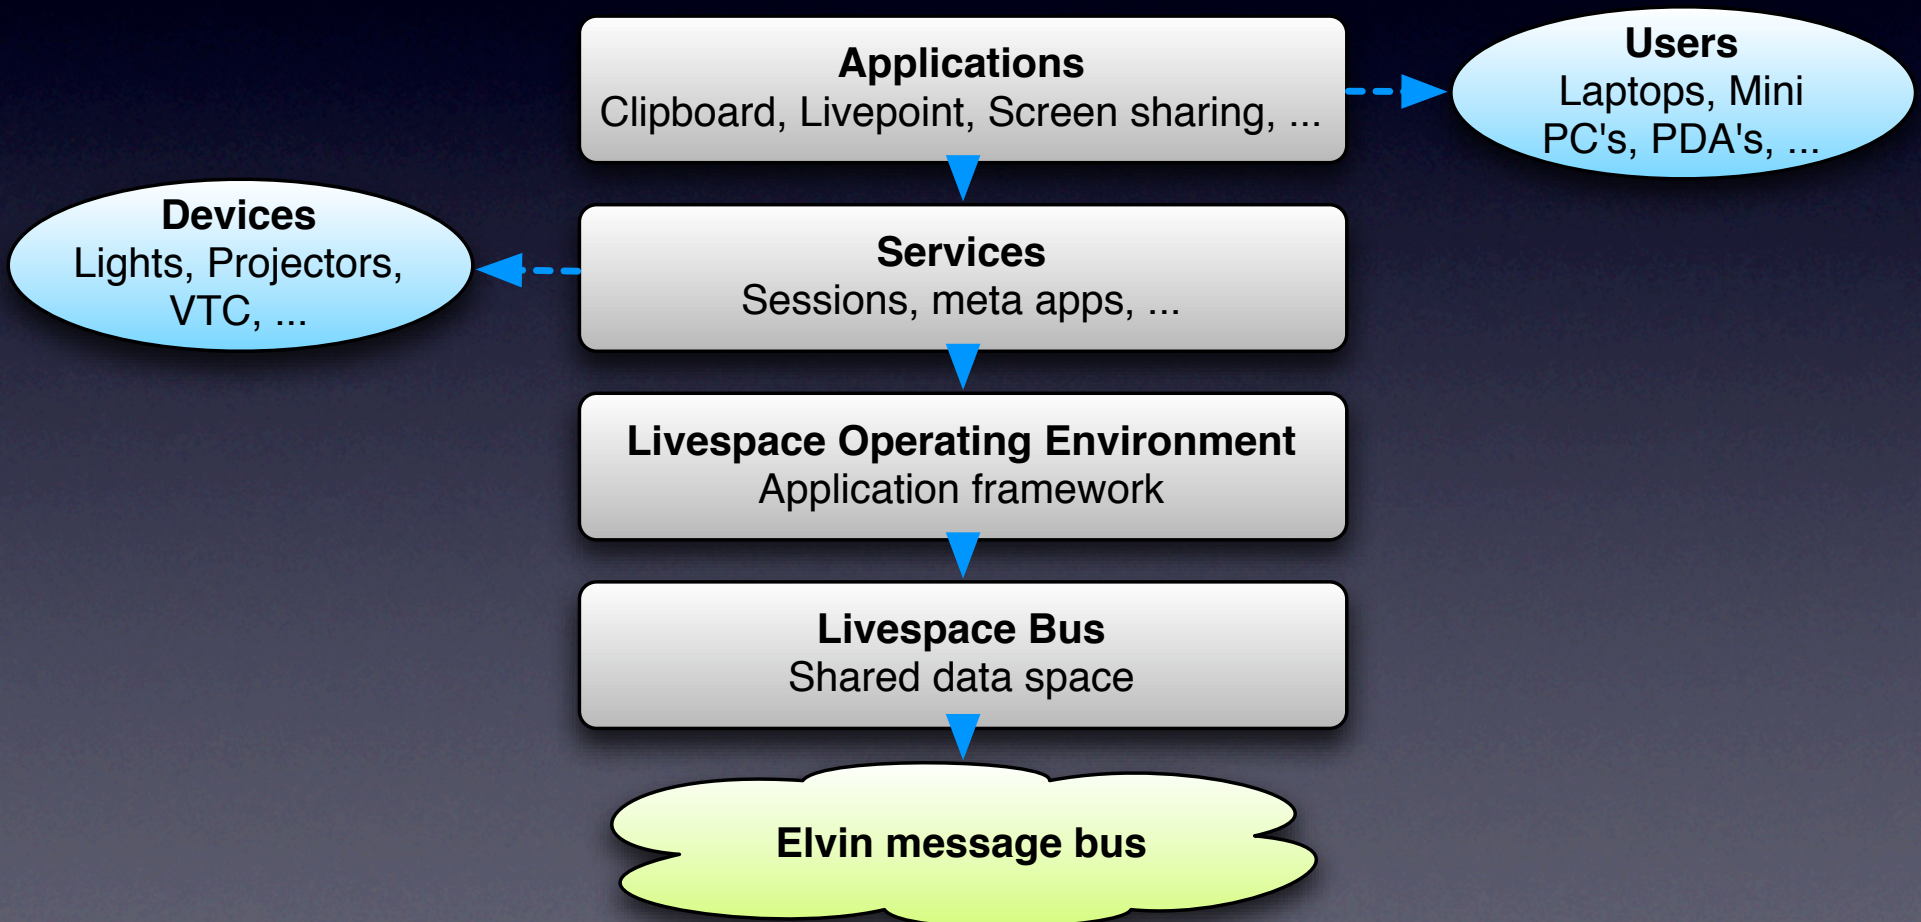 Applications
Clipboard, Livepoint, Screen sharing, ...
Users
Laptops, Mini
PC's, PDA's, ...
Devices
Lights, Projectors,
VTC, ...
Services
Sessions, meta apps, ...
Livespace Operating Environment
Application framework
Livespace Bus
Shared data space
Elvin message bus